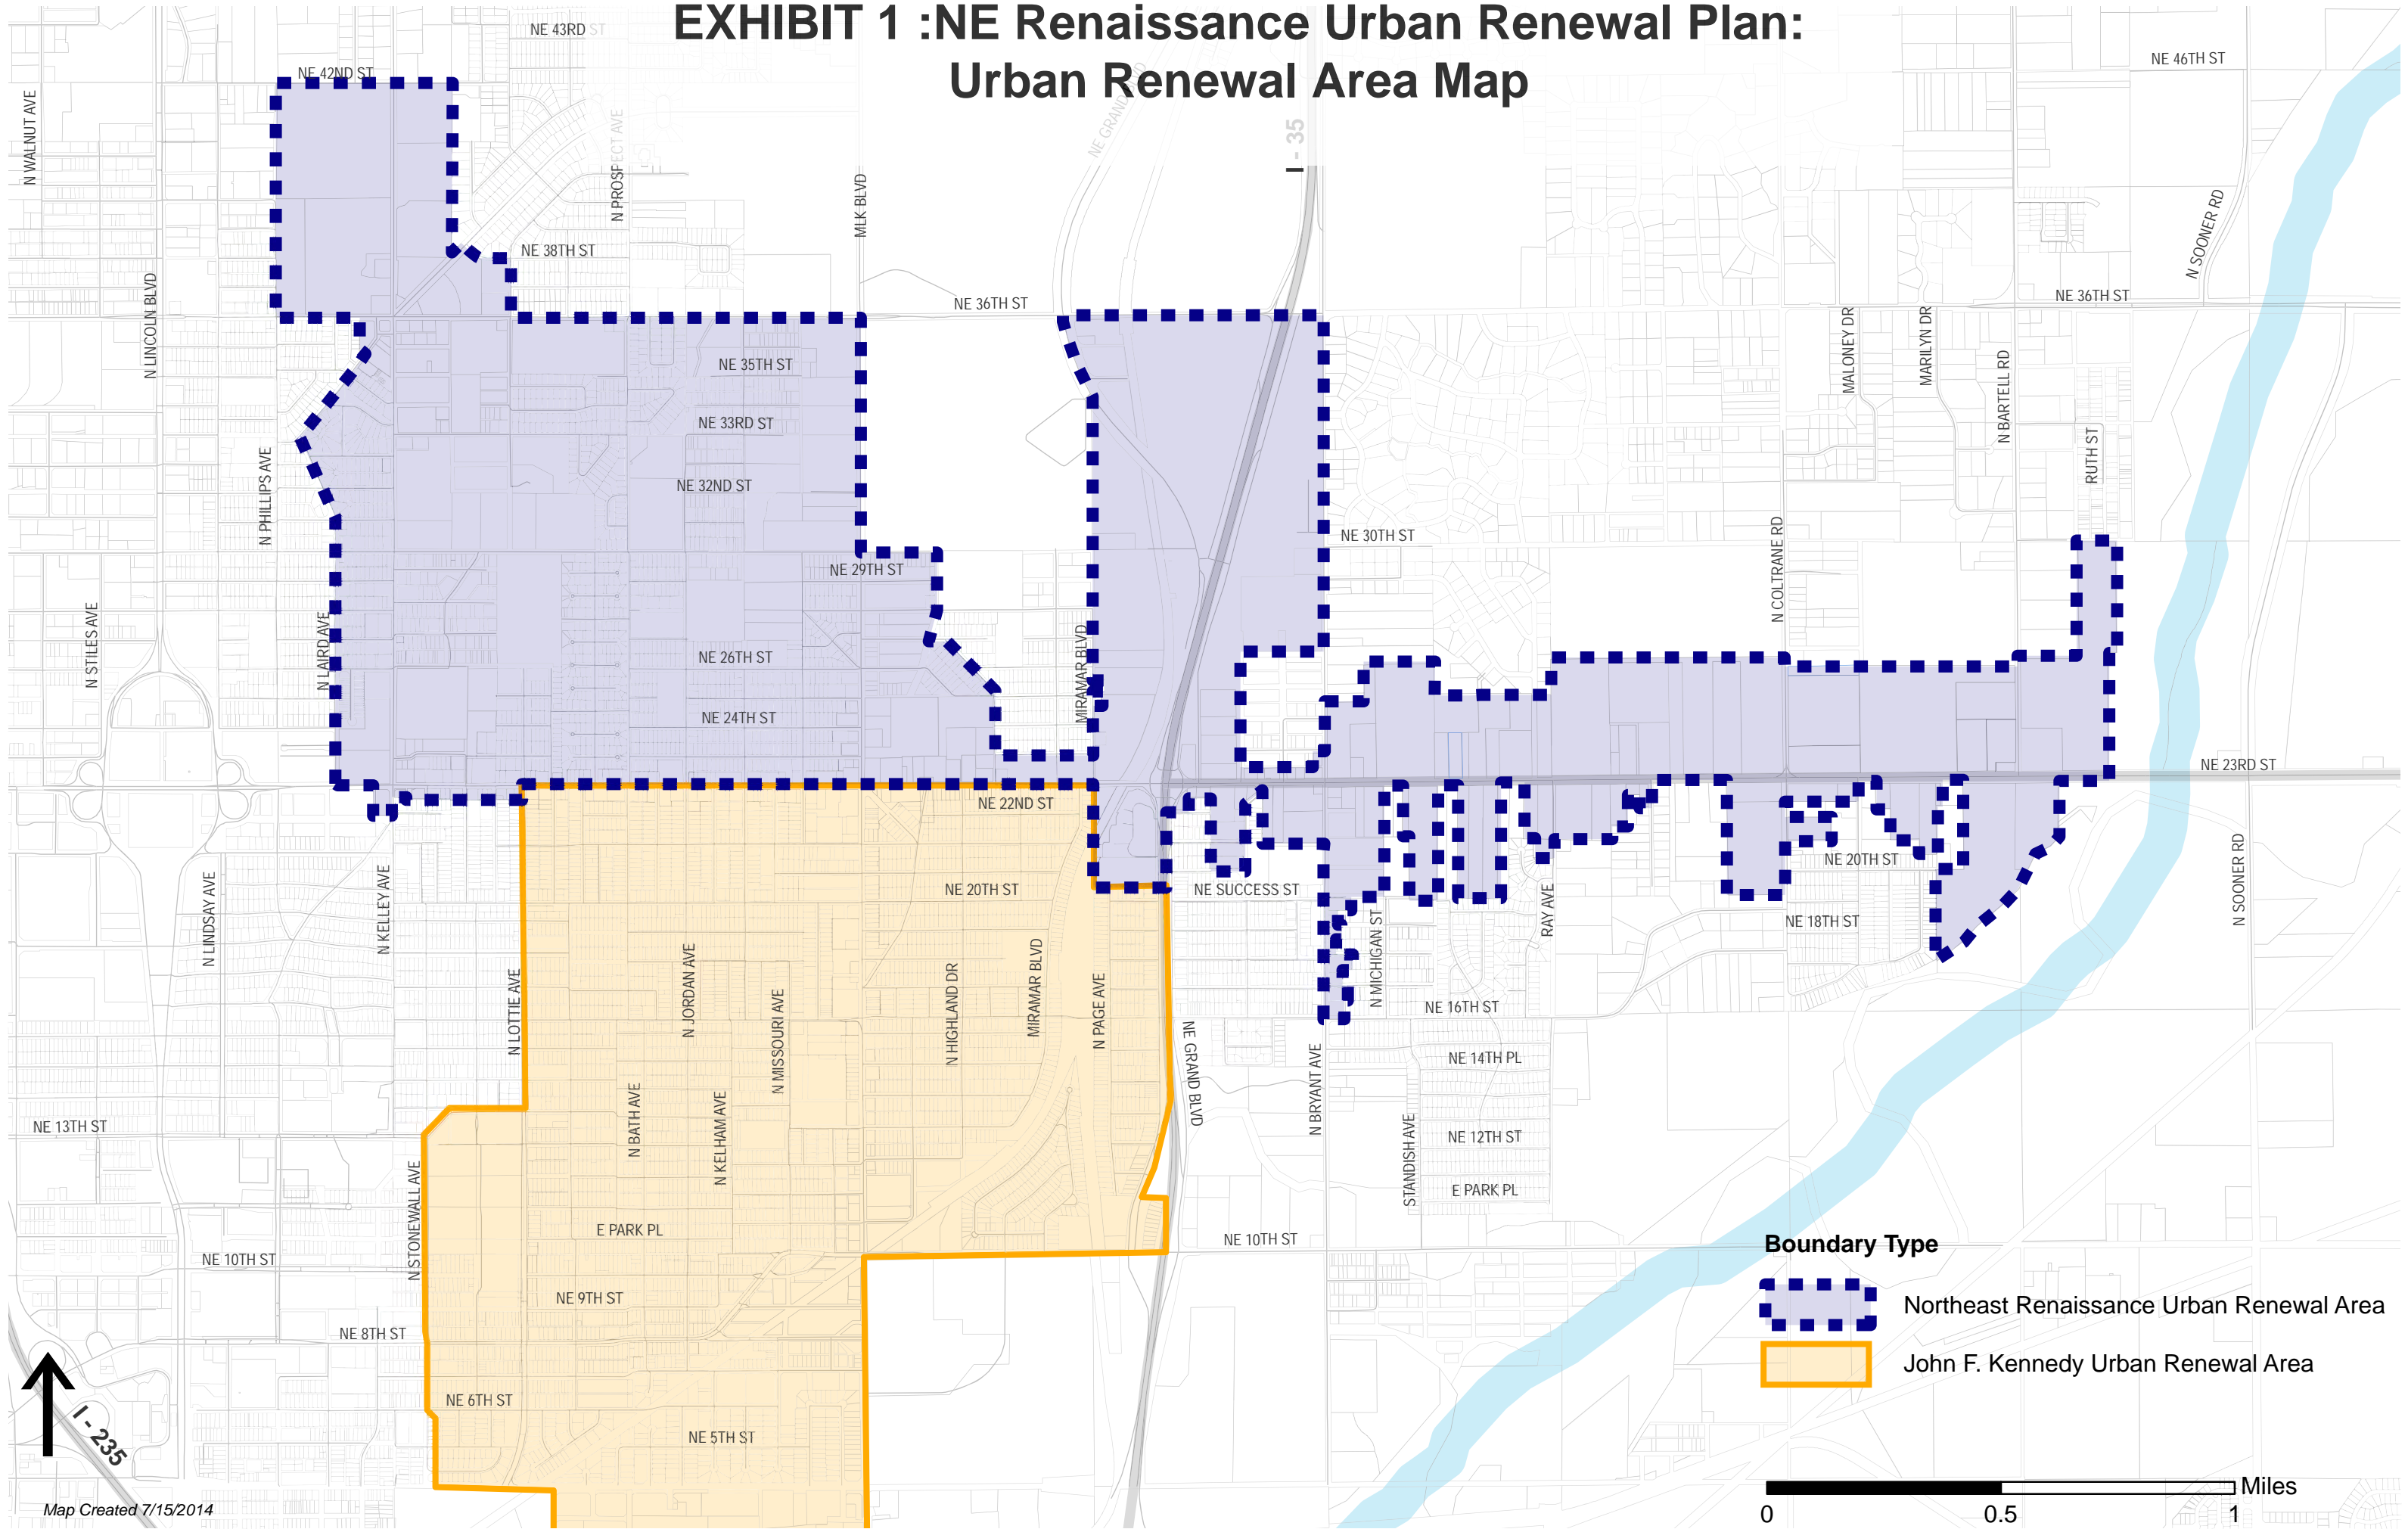 EXHIBIT 1 :NE Renaissance Urban Renewal Plan:
Urban Renewal Area Map
NE 43RD ST
NE 42ND ST
NE 46TH ST
N WALNUT AVE
N PROSPECT AVE
NE GRAND BLVD
I - 35
MLK BLVD
N SOONER RD
NE 38TH ST
N LINCOLN BLVD
NE 36TH ST
NE 36TH ST
MALONEY DR
MARILYN DR
N BARTELL RD
NE 35TH ST
NE 33RD ST
RUTH ST
N PHILLIPS AVE
NE 32ND ST
NE 30TH ST
N COLTRANE RD
NE 29TH ST
N STILES AVE
N LAIRD AVE
NE 26TH ST
MIRAMAR BLVD
NE 24TH ST
NE 23RD ST
NE 22ND ST
NE 20TH ST
N LINDSAY AVE
N KELLEY AVE
NE 20TH ST
NE SUCCESS ST
RAY AVE
N SOONER RD
NE 18TH ST
N LOTTIE AVE
N JORDAN AVE
N MISSOURI AVE
N HIGHLAND DR
MIRAMAR BLVD
N PAGE AVE
N MICHIGAN ST
NE 16TH ST
NE GRAND BLVD
N BRYANT AVE
NE 14TH PL
NE 13TH ST
N BATH AVE
N KELHAM AVE
STANDISH AVE
NE 12TH ST
E PARK PL
N STONEWALL AVE
E PARK PL
NE 10TH ST
NE 10TH ST
NE 9TH ST
NE 8TH ST
NE 6TH ST
NE 5TH ST
I - 235
Boundary Type
Northeast Renaissance Urban Renewal Area
John F. Kennedy Urban Renewal Area
Miles
0 0.5 1
Map Created 7/15/2014